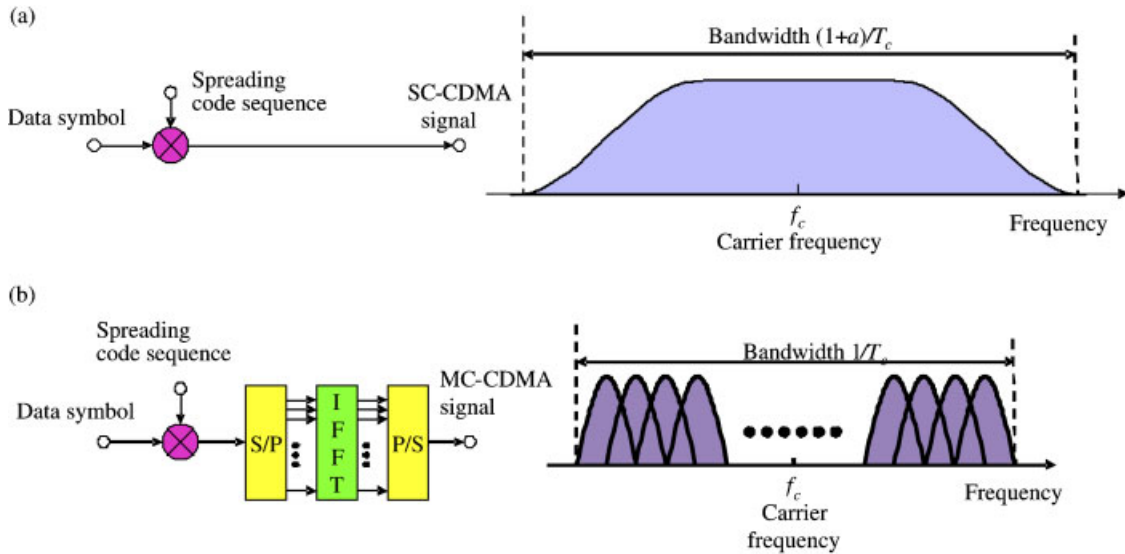 (a)
Bandwidth (1+a)/T_c
Spreading
code sequence
SC-CDMA
signal
Data symbol
f_c
Carrier frequency
Frequency
(b)
Spreading
code sequence
Bandwidth 1/T_c
MC-CDMA
signal
Data symbol
S/P
I
F
F
T
P/S
f_c
Carrier
frequency
Frequency